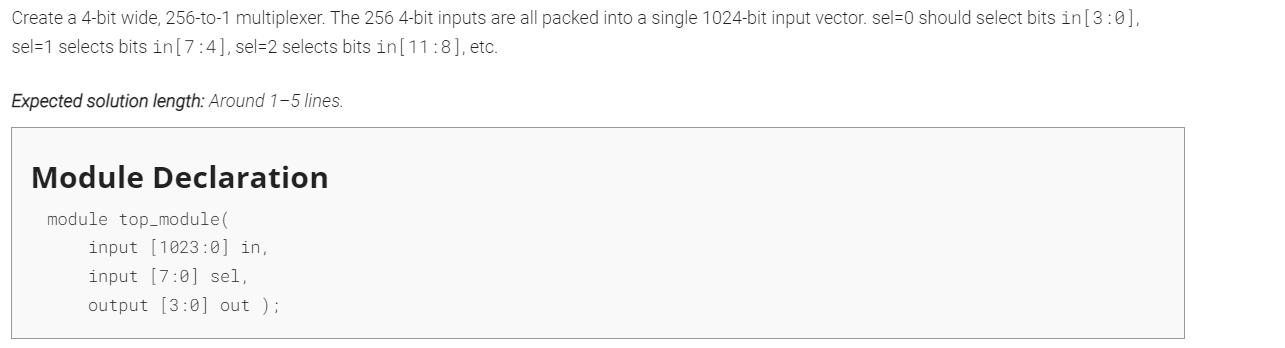 Create a 4-bit wide, 256-to-1 multiplexer. The 256 4-bit inputs are all packed into a single 1024-bit input vector. sel=0 should select bits in[3:0],
sel=1 selects bits in[7:4], sel=2 selects bits in[11:8], etc.
Expected solution length: Around 1–5 lines.
Module Declaration
module top_module(
    input [1023:0] in,
    input [7:0] sel,
    output [3:0] out );